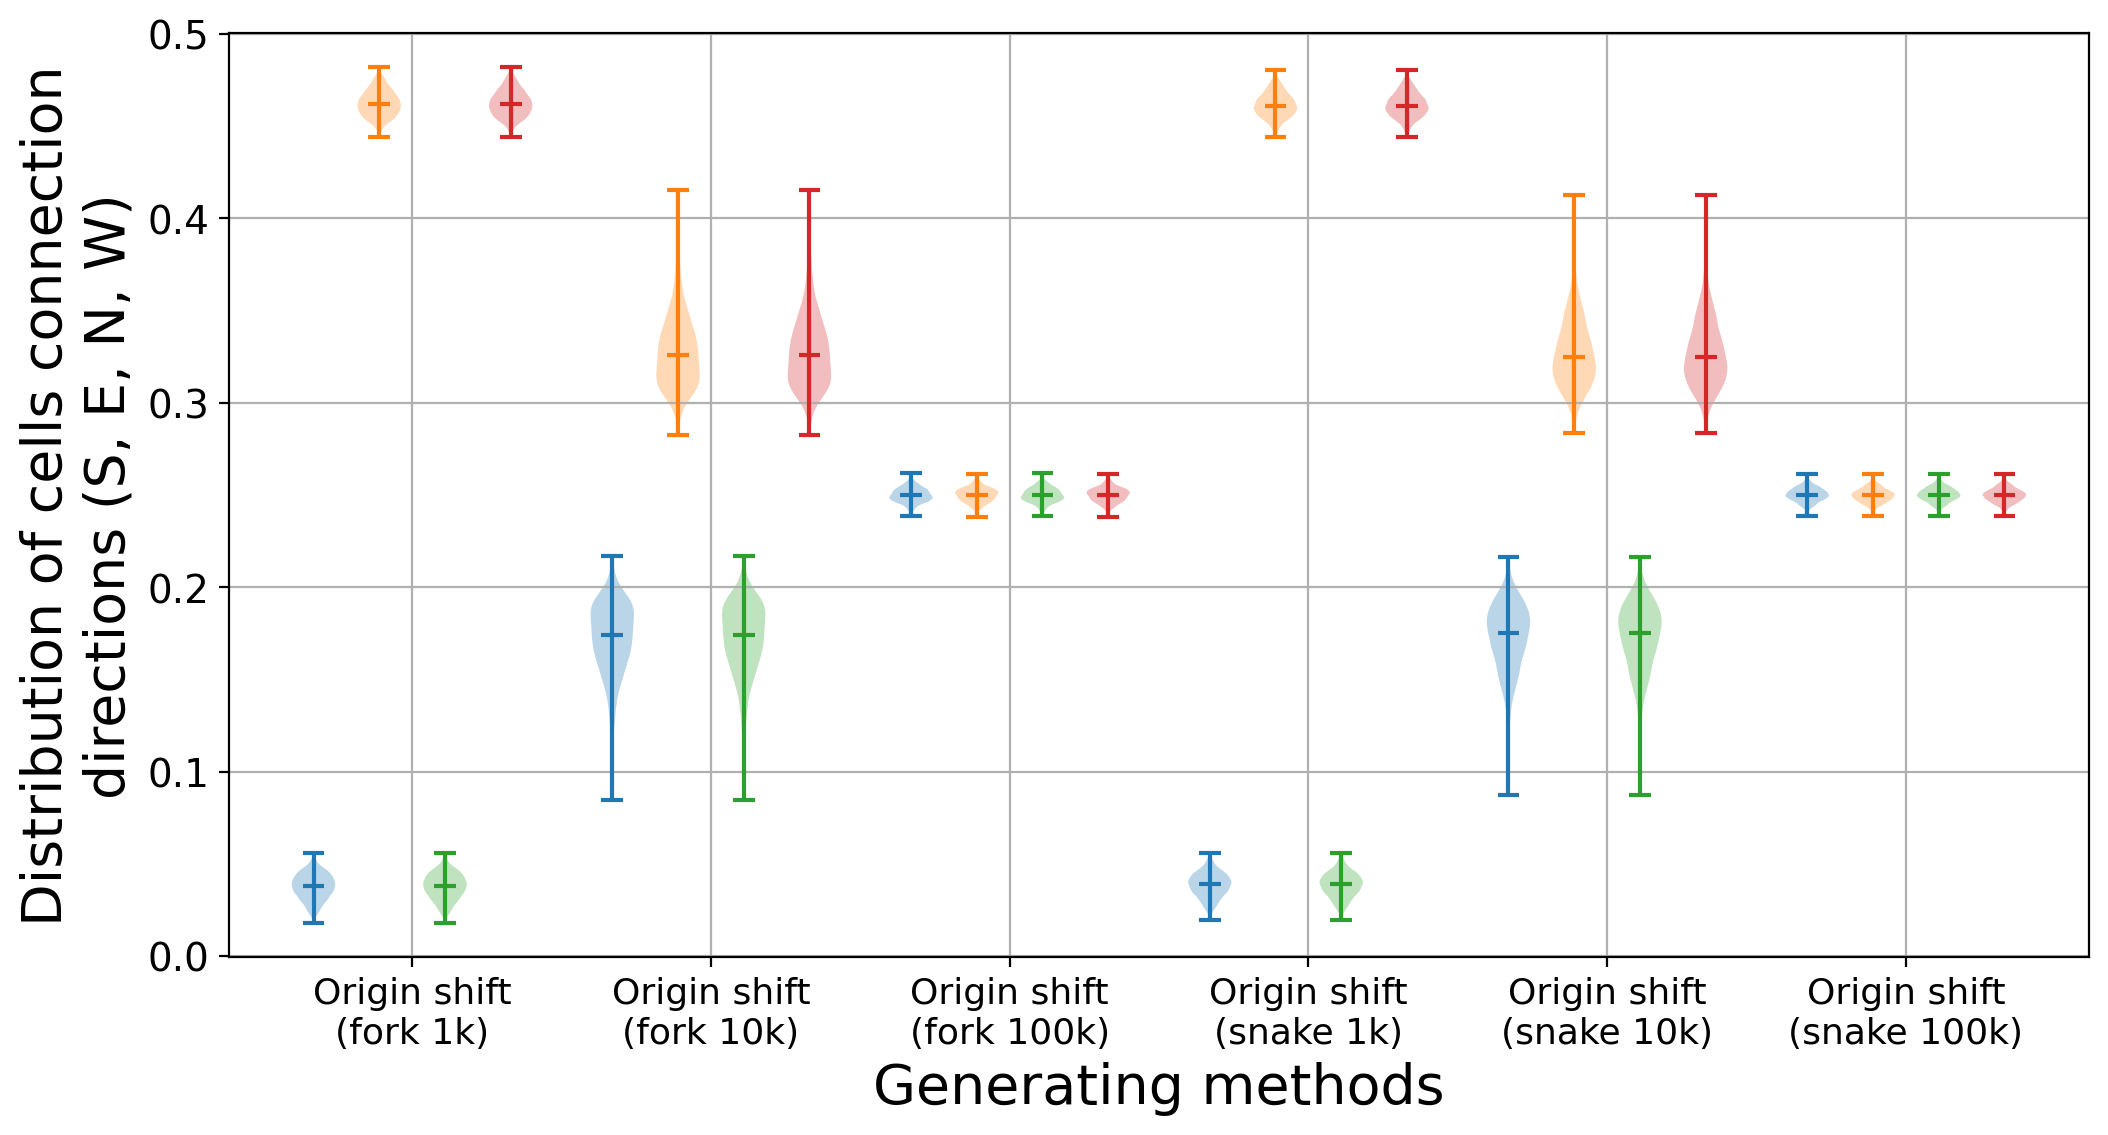 Distribution of cells connection
directions (S, E, N, W)
0.5
0.4
0.3
0.2
0.1
0.0
Origin shift
(fork 1k)
Origin shift
(fork 10k)
Origin shift
(fork 100k)
Origin shift
(snake 1k)
Origin shift
(snake 10k)
Origin shift
(snake 100k)
Generating methods